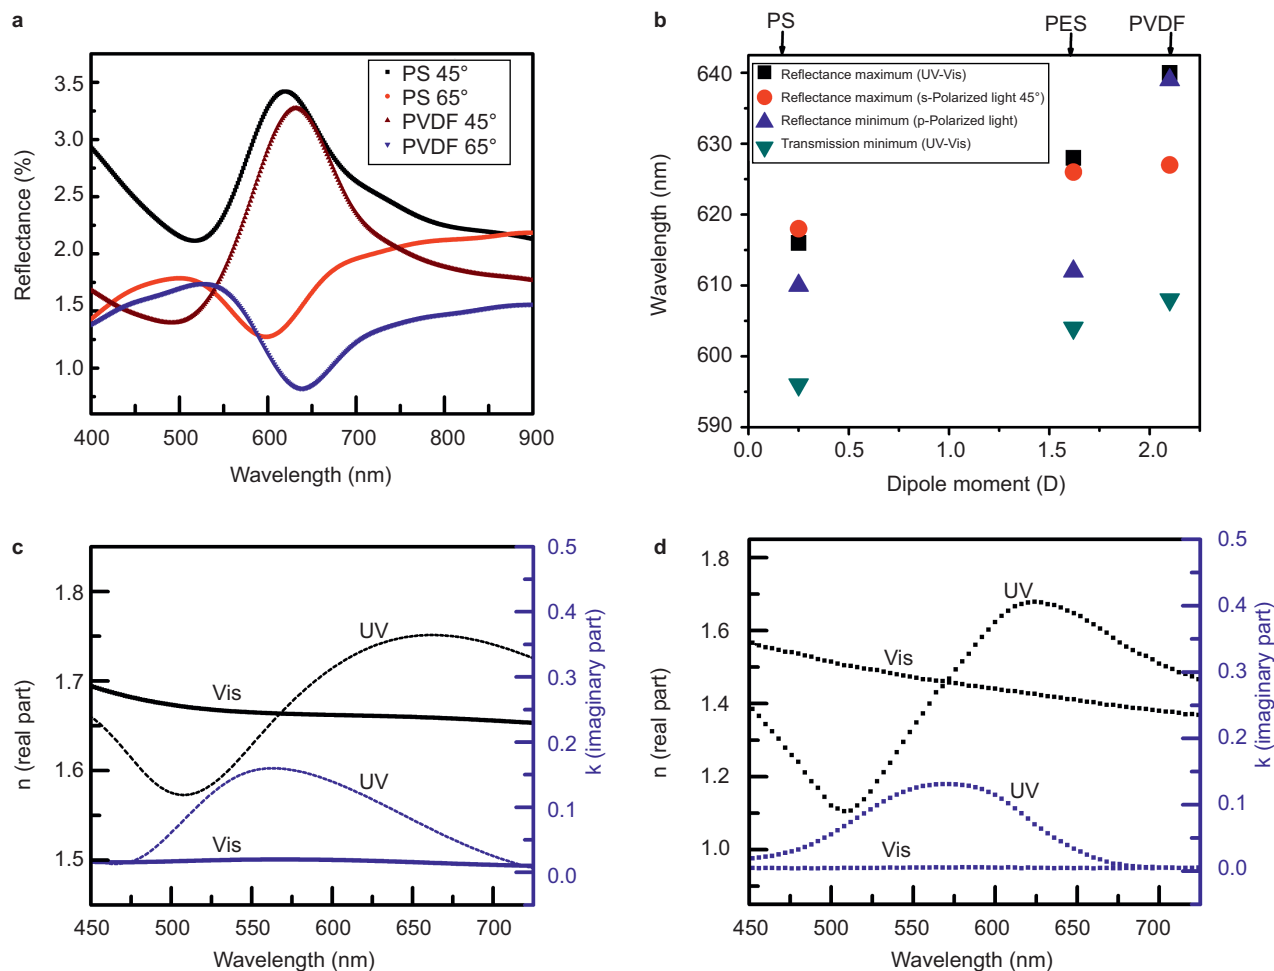 a
3.5
3.0
2.5
2.0
1.5
1.0
Reflectance (%)
PS 45°
PS 65°
PVDF 45°
PVDF 65°
400 500 600 700 800 900
Wavelength (nm)
b
PS PES PVDF
640
630
620
610
600
590
Wavelength (nm)
Reflectance maximum (UV-Vis)
Reflectance maximum (s-Polarized light 45°)
Reflectance minimum (p-Polarized light)
Transmission minimum (UV-Vis)
0.0 0.5 1.0 1.5 2.0
Dipole moment (D)
c
1.8
1.7
1.6
1.5
n (real part)
UV
Vis
UV
Vis
0.5
0.4
0.3
0.2
0.1
0.0
k (imaginary part)
450 500 550 600 650 700
Wavelength (nm)
d
1.8
1.6
1.4
1.2
1.0
n (real part)
UV
Vis
UV
Vis
0.5
0.4
0.3
0.2
0.1
0.0
k (imaginary part)
450 500 550 600 650 700
Wavelength (nm)